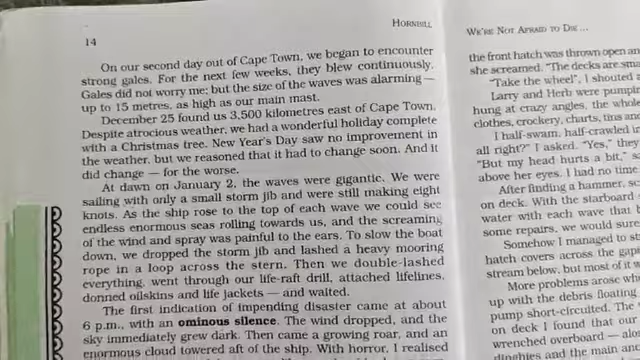 HORNBILL
14
On our second day out of Cape Town, we began to encounter
strong gales. For the next few weeks, they blew continuously.
Gales did not worry me; but the size of the waves was alarming —
up to 15 metres, as high as our main mast.
December 25 found us 3,500 kilometres east of Cape Town.
Despite atrocious weather, we had a wonderful holiday complete
with a Christmas tree. New Year's Day saw no improvement in
the weather, but we reasoned that it had to change soon. And it
did change — for the worse.
At dawn on January 2, the waves were gigantic. We were
sailing with only a small storm jib and were still making eight
knots. As the ship rose to the top of each wave we could see
endless enormous seas rolling towards us, and the screaming
of the wind and spray was painful to the ears. To slow the boat
down, we dropped the storm jib and lashed a heavy mooring
rope in a loop across the stern. Then we double-lashed
everything, went through our life-raft drill, attached lifelines,
donned oilskins and life jackets — and waited.
The first indication of impending disaster came at about
6 p.m., with an ominous silence. The wind dropped, and the
sky immediately grew dark. Then came a growing roar, and an
enormous cloud towered aft of the ship. With horror, I realised
WE'RE NOT AFRAID TO DIE...
the front hatch was thrown open an
she screamed. "The decks are sma
"Take the wheel", I shouted a
Larry and Herb were pumpin
hung at crazy angles, the whole
clothes, crockery, charts, tins and
I half-swam, half-crawled in
all right?" I asked. "Yes," they
"But my head hurts a bit," s
above her eyes. I had no time
After finding a hammer, s
on deck. With the starboard
water with each wave that b
some repairs, we would sure
Somehow I managed to st
hatch covers across the gapi
stream below, but most of it w
More problems arose wh
up with the debris floating
pump short-circuited. The
on deck I found that our
wrenched overboard — alo
dinghies and the main anc